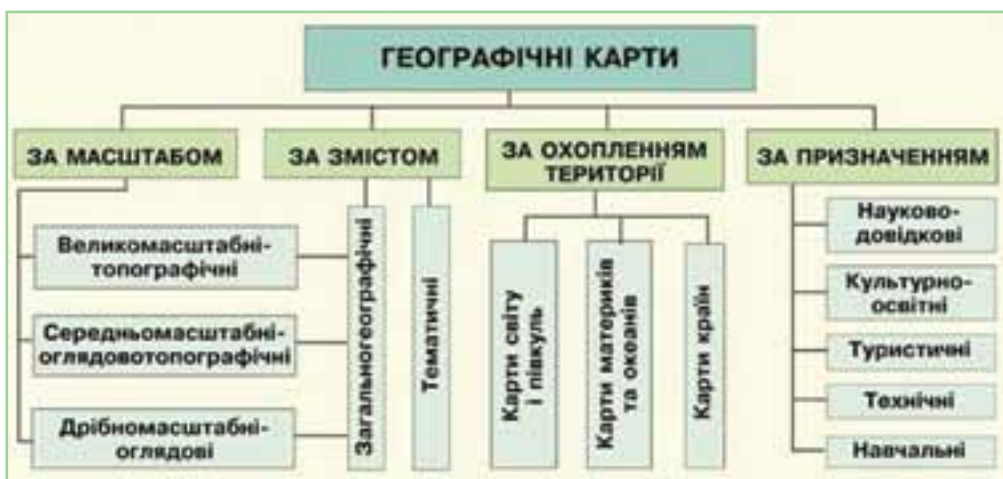 ГЕОГРАФІЧНІ КАРТИ
ЗА МАСШТАБОМ
Великомасштабні-
топографічні
Середньомасштабні-
оглядовотопографічні
Дрібномасштабні-
оглядові
ЗА ЗМІСТОМ
Загальногеографічні
Тематичні
ЗА ОХОПЛЕННЯМ
ТЕРИТОРІЇ
Карти світу
і півкуль
Карти материків
та океанів
Карти країн
ЗА ПРИЗНАЧЕННЯМ
Науково-
довідкові
Культурно-
освітні
Туристичні
Технічні
Навчальні